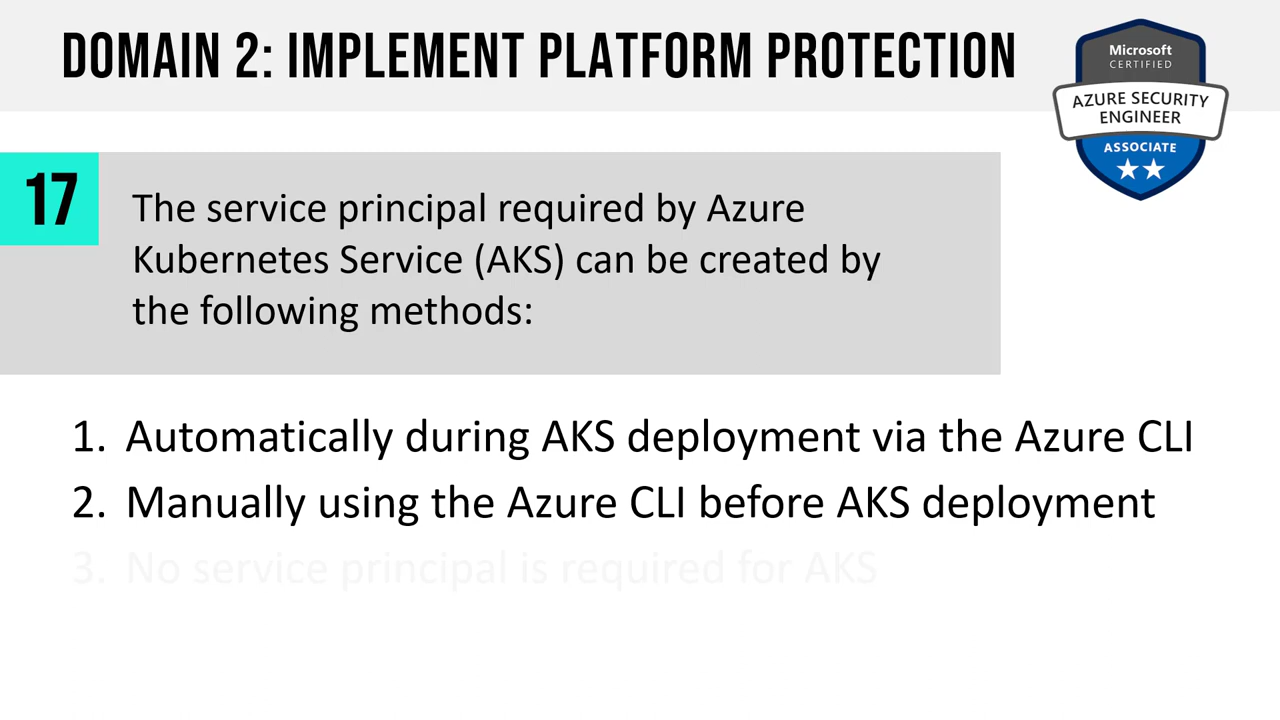 DOMAIN 2: IMPLEMENT PLATFORM PROTECTION
Microsoft
CERTIFIED
AZURE SECURITY
ENGINEER
ASSOCIATE
17
The service principal required by Azure
Kubernetes Service (AKS) can be created by
the following methods:
1. Automatically during AKS deployment via the Azure CLI
2. Manually using the Azure CLI before AKS deployment
3. No service principal is required for AKS